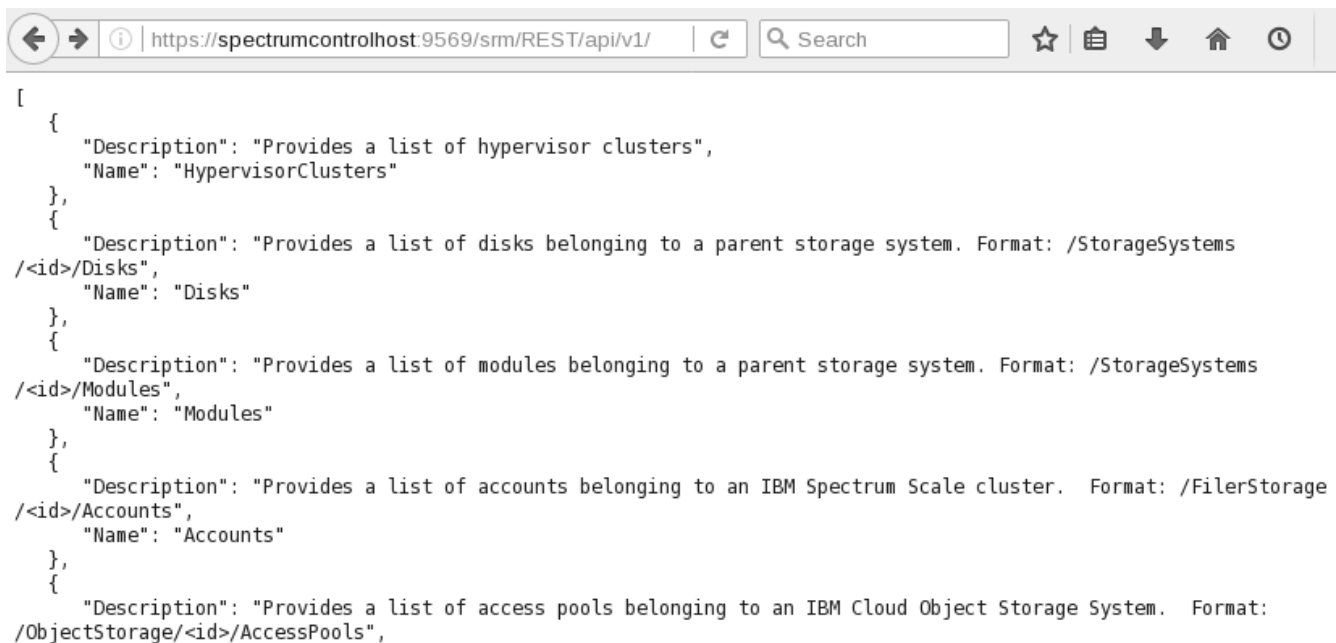 https://spectrumcontrolhost:9569/srm/REST/api/v1/
Search
[
   {
      "Description": "Provides a list of hypervisor clusters",
      "Name": "HypervisorClusters"
   },
   {
      "Description": "Provides a list of disks belonging to a parent storage system. Format: /StorageSystems
/<id>/Disks",
      "Name": "Disks"
   },
   {
      "Description": "Provides a list of modules belonging to a parent storage system. Format: /StorageSystems
/<id>/Modules",
      "Name": "Modules"
   },
   {
      "Description": "Provides a list of accounts belonging to an IBM Spectrum Scale cluster.  Format: /FilerStorage
/<id>/Accounts",
      "Name": "Accounts"
   },
   {
      "Description": "Provides a list of access pools belonging to an IBM Cloud Object Storage System.  Format:
/ObjectStorage/<id>/AccessPools",